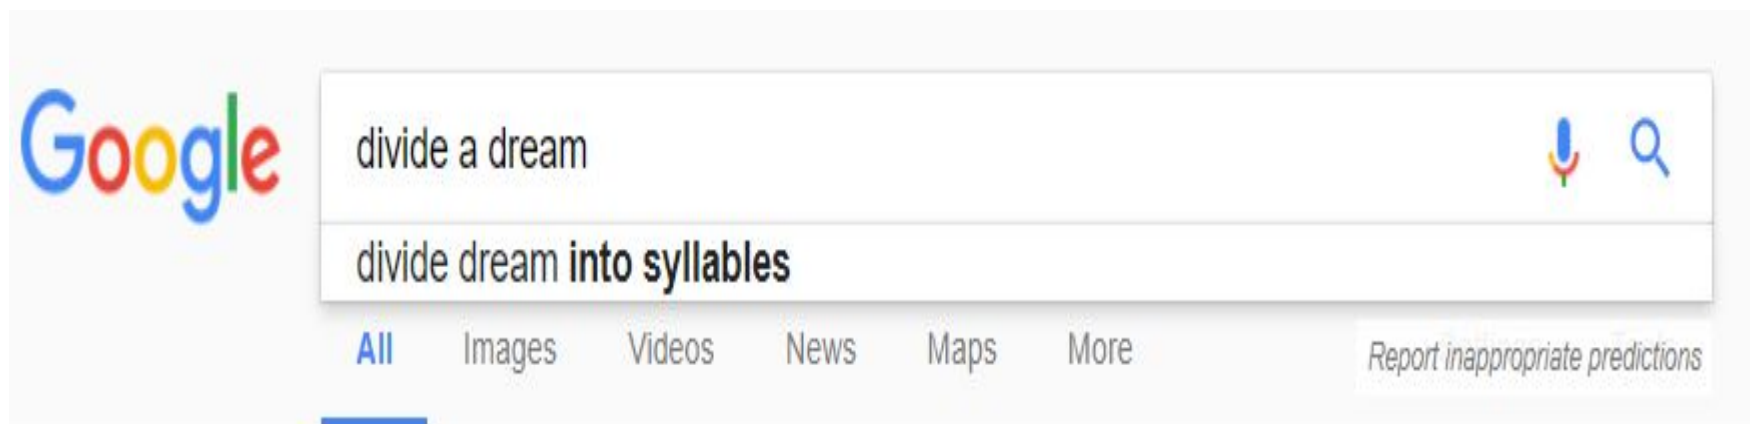 Google
divide a dream
divide dream into syllables
All Images Videos News Maps More
Report inappropriate predictions